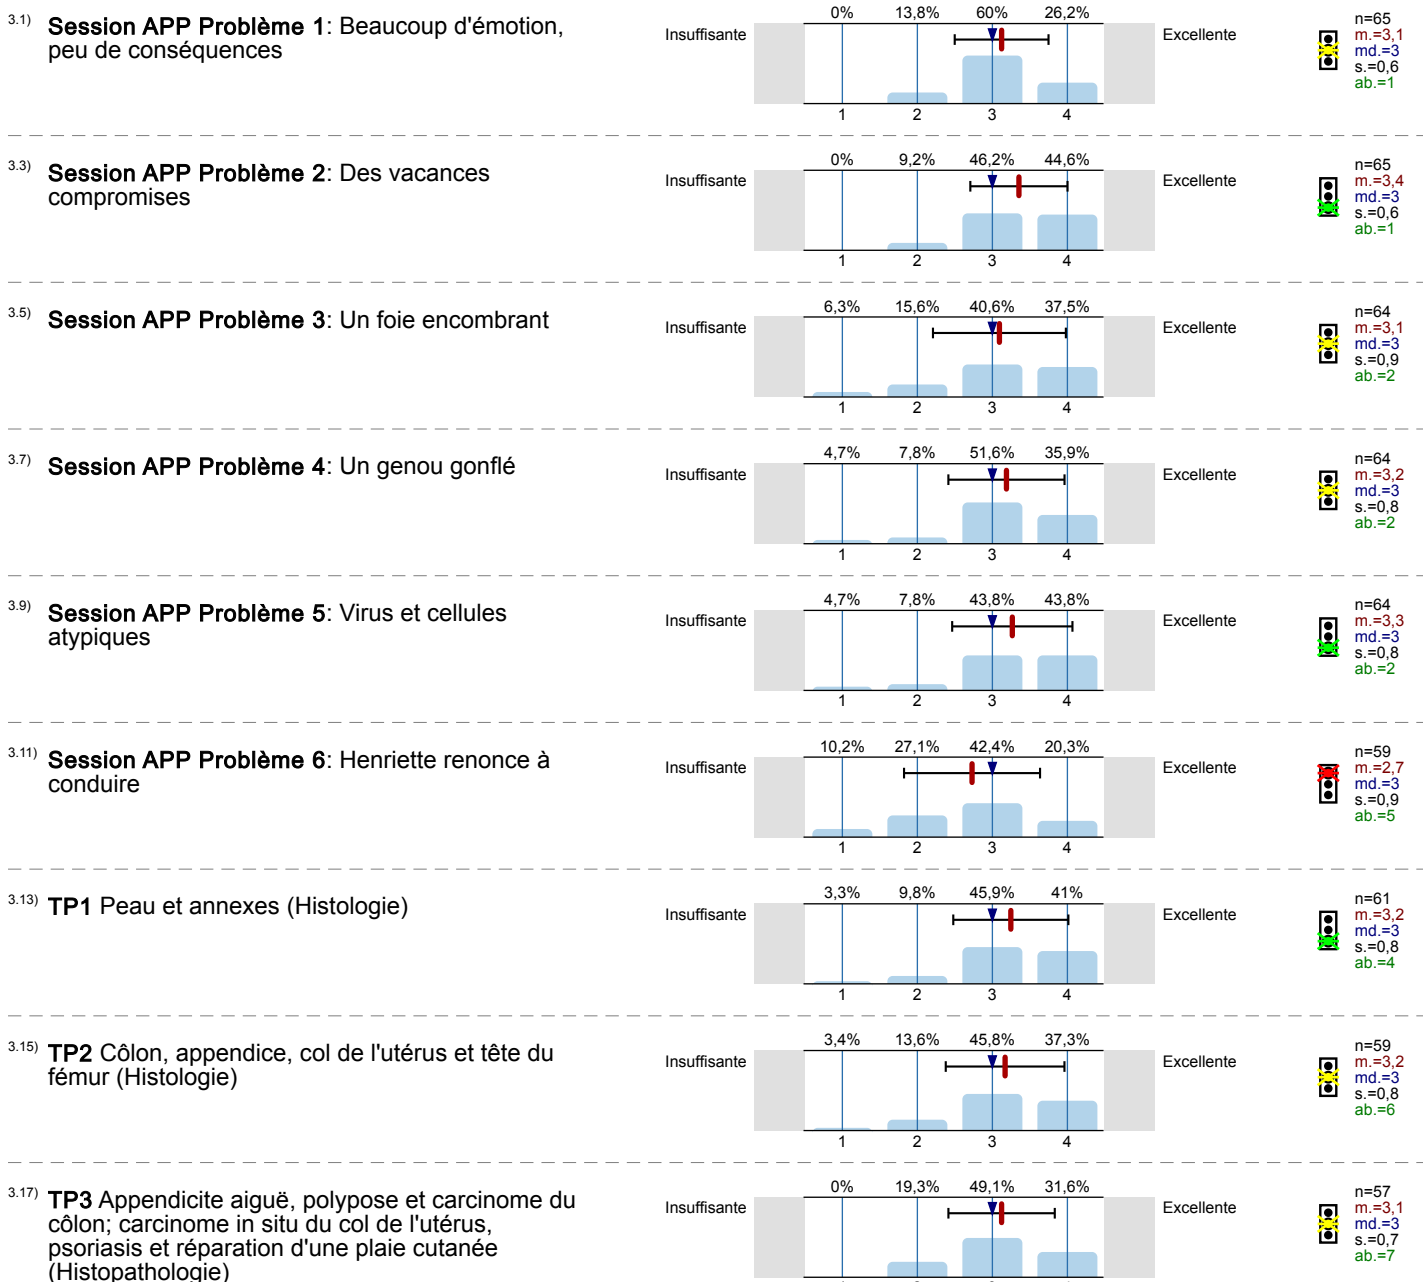 3.1) Session APP Problème 1: Beaucoup d'émotion,
peu de conséquences
Insuffisante
0% 13,8% 60% 26,2%
1 2 3 4
Excellente
n=65
m.=3,1
md.=3
s.=0,6
ab.=1
3.3) Session APP Problème 2: Des vacances
compromises
Insuffisante
0% 9,2% 46,2% 44,6%
1 2 3 4
Excellente
n=65
m.=3,4
md.=3
s.=0,6
ab.=1
3.5) Session APP Problème 3: Un foie encombrant
Insuffisante
6,3% 15,6% 40,6% 37,5%
1 2 3 4
Excellente
n=64
m.=3,1
md.=3
s.=0,9
ab.=2
3.7) Session APP Problème 4: Un genou gonflé
Insuffisante
4,7% 7,8% 51,6% 35,9%
1 2 3 4
Excellente
n=64
m.=3,2
md.=3
s.=0,8
ab.=2
3.9) Session APP Problème 5: Virus et cellules
atypiques
Insuffisante
4,7% 7,8% 43,8% 43,8%
1 2 3 4
Excellente
n=64
m.=3,3
md.=3
s.=0,8
ab.=2
3.11) Session APP Problème 6: Henriette renonce à
conduire
Insuffisante
10,2% 27,1% 42,4% 20,3%
1 2 3 4
Excellente
n=59
m.=2,7
md.=3
s.=0,9
ab.=5
3.13) TP1 Peau et annexes (Histologie)
Insuffisante
3,3% 9,8% 45,9% 41%
1 2 3 4
Excellente
n=61
m.=3,2
md.=3
s.=0,8
ab.=4
3.15) TP2 Côlon, appendice, col de l'utérus et tête du
fémur (Histologie)
Insuffisante
3,4% 13,6% 45,8% 37,3%
1 2 3 4
Excellente
n=59
m.=3,2
md.=3
s.=0,8
ab.=6
3.17) TP3 Appendicite aiguë, polypose et carcinome du
côlon; carcinome in situ du col de l'utérus,
psoriasis et réparation d'une plaie cutanée
(Histopathologie)
Insuffisante
0% 19,3% 49,1% 31,6%
Excellente
n=57
m.=3,1
md.=3
s.=0,7
ab.=7